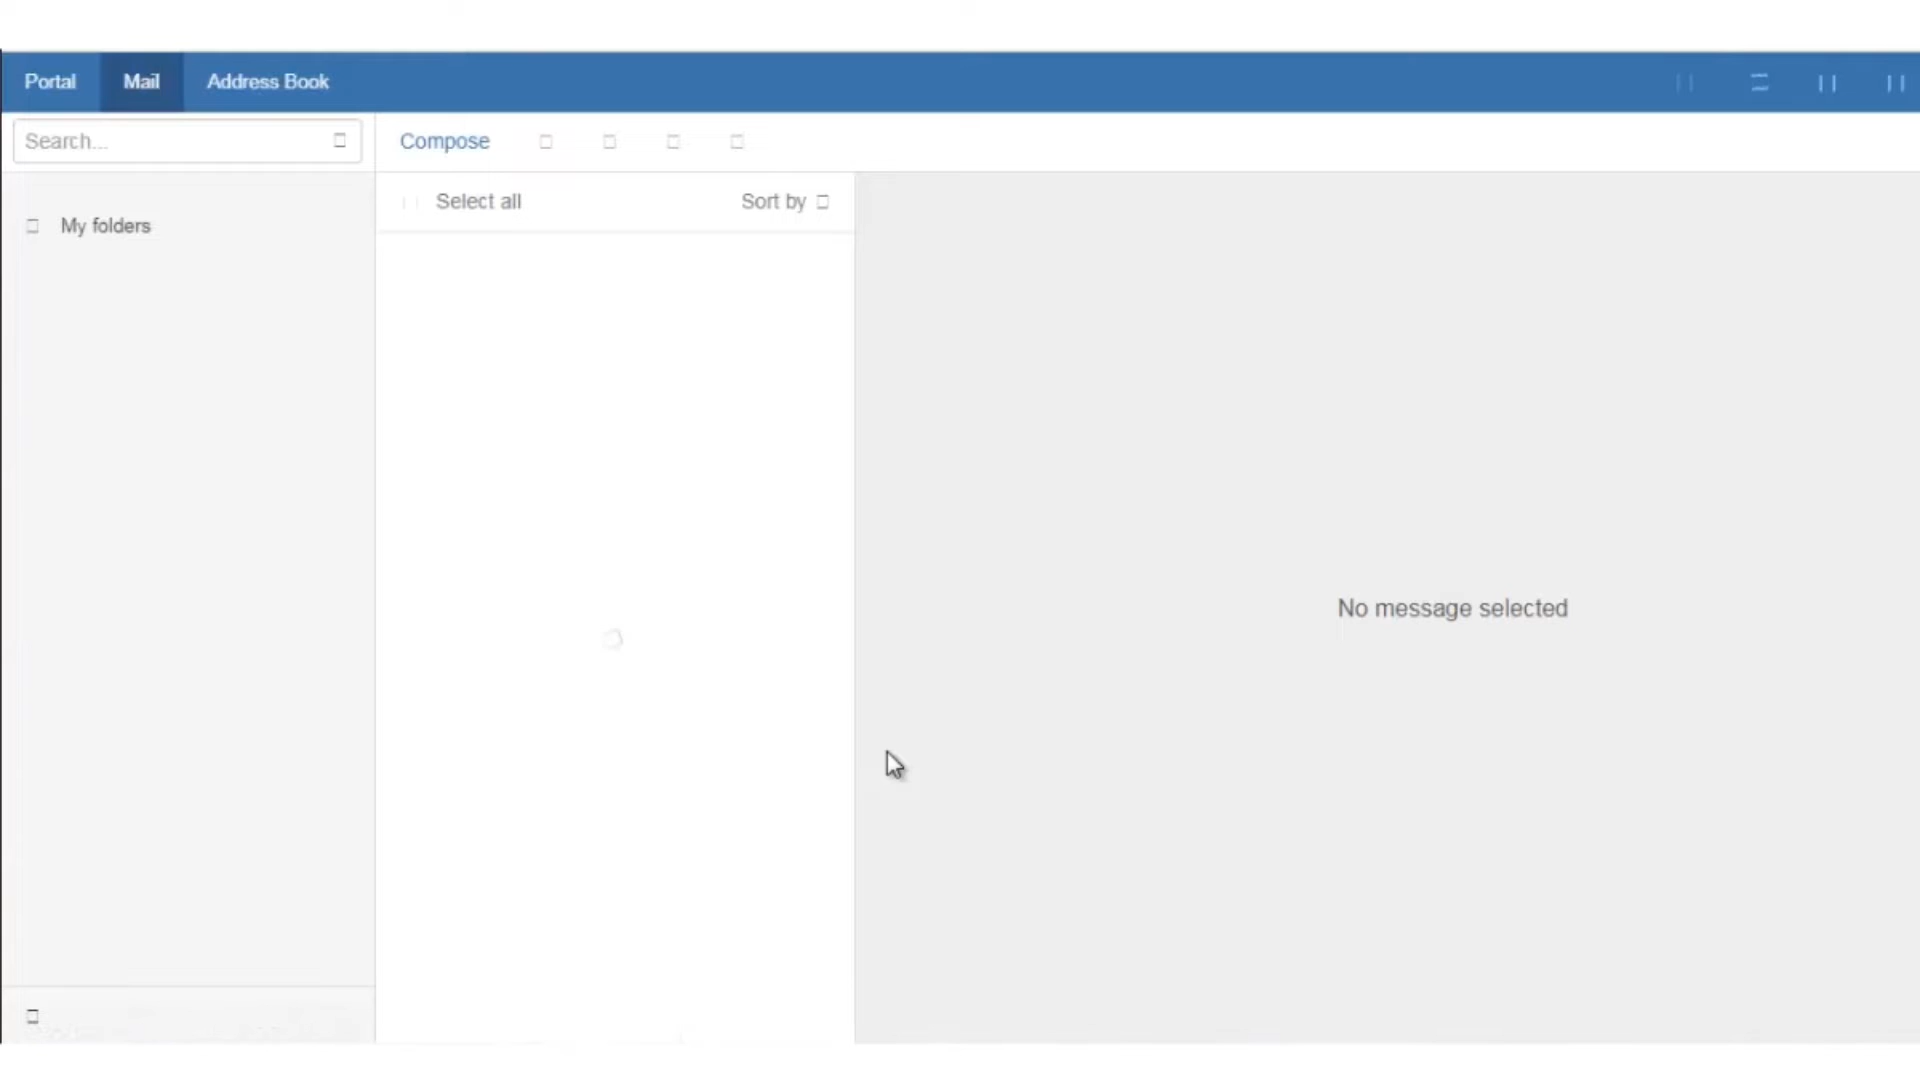 Portal Mail Address Book
Search... Compose
Select all Sort by
My folders
No message selected